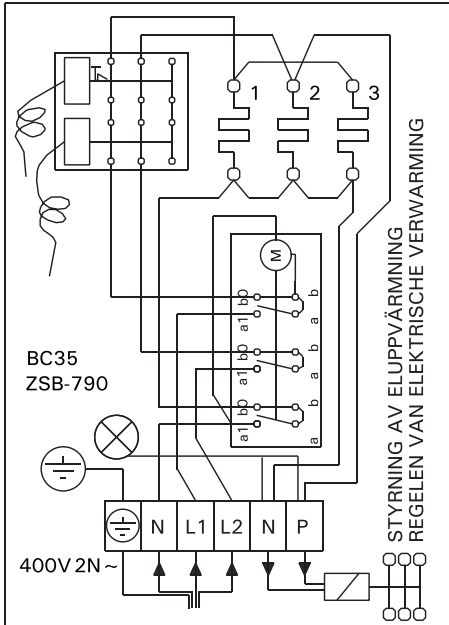 1 2 3
M
b0 b
a1 a
b0 b
a1 a
b0 b
a1 a
BC35
ZSB-790
STYRNING AV ELUPPVÄRMNING
REGELEN VAN ELEKTRISCHE VERWARMING
N L1 L2 N P
400V 2N~